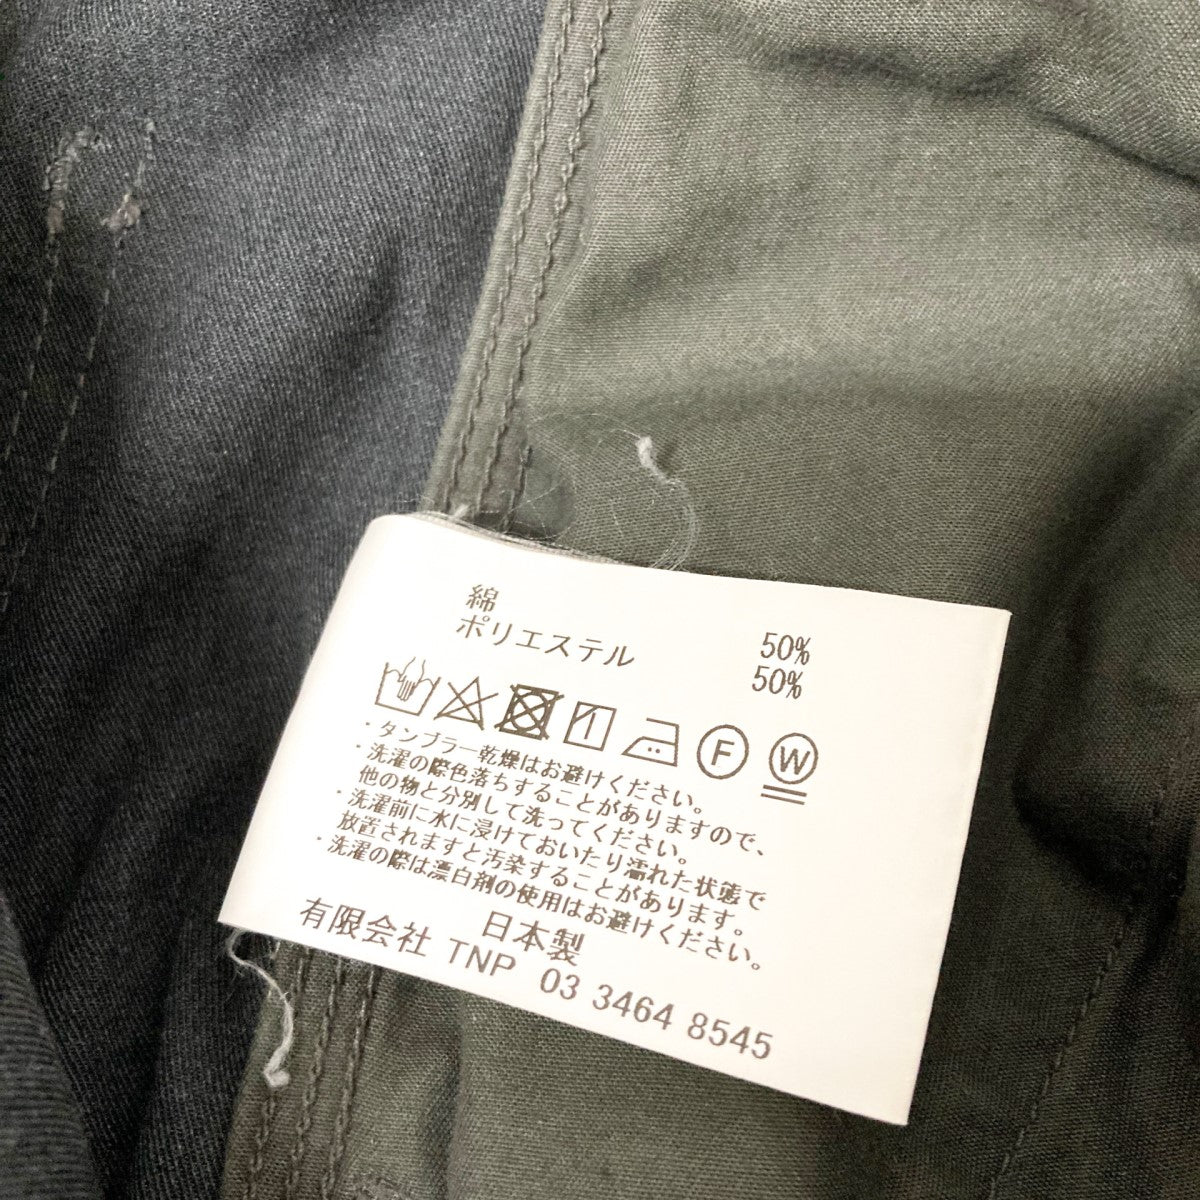 綿 50%
ポリエステル 50%
F W
・タンブラー乾燥はお避けください。
・洗濯の際色落ちすることがありますので、
他の物と分別して洗ってください。
・洗濯前に水に浸けておいたり濡れた状態で
放置されますと汚染することがあります。
・洗濯の際は漂白剤の使用はお避けください。
日本製
有限会社 TNP 03 3464 8545